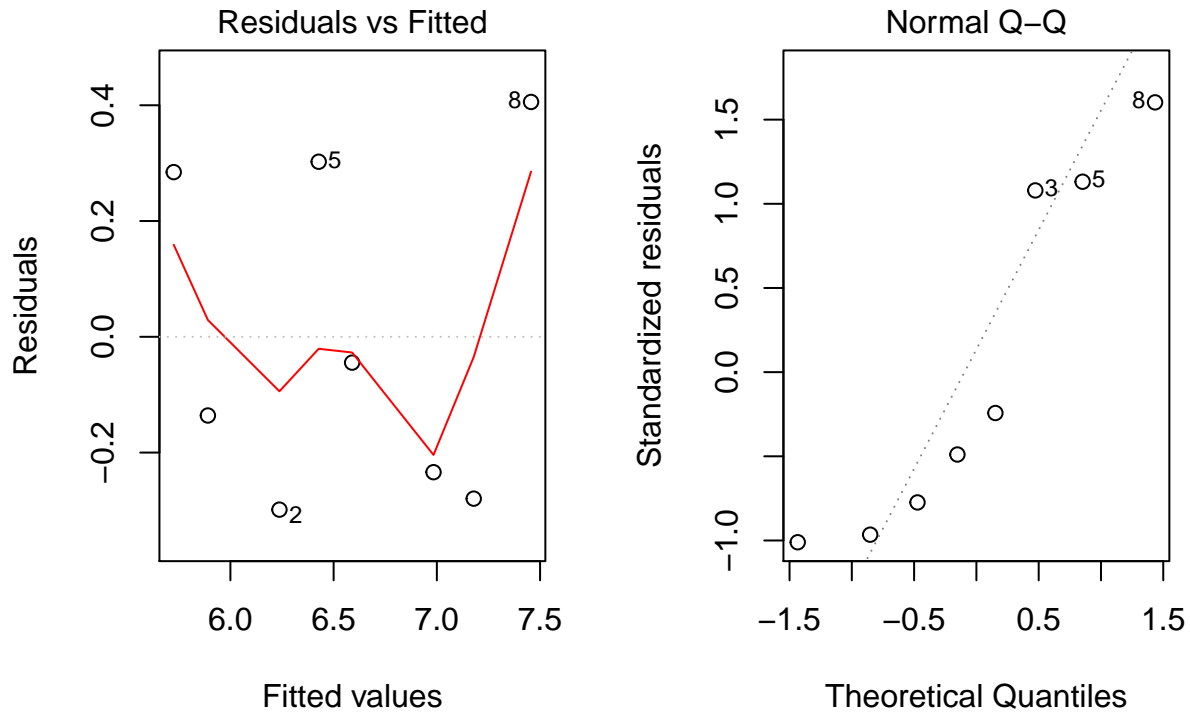 Residuals vs Fitted
Residuals
0.4
0.2
0.0
−0.2
8
5
2
6.0 6.5 7.0 7.5
Fitted values
Normal Q−Q
Standardized residuals
1.5
1.0
0.5
0.0
−1.0
8
3
5
−1.5 −0.5 0.5 1.5
Theoretical Quantiles